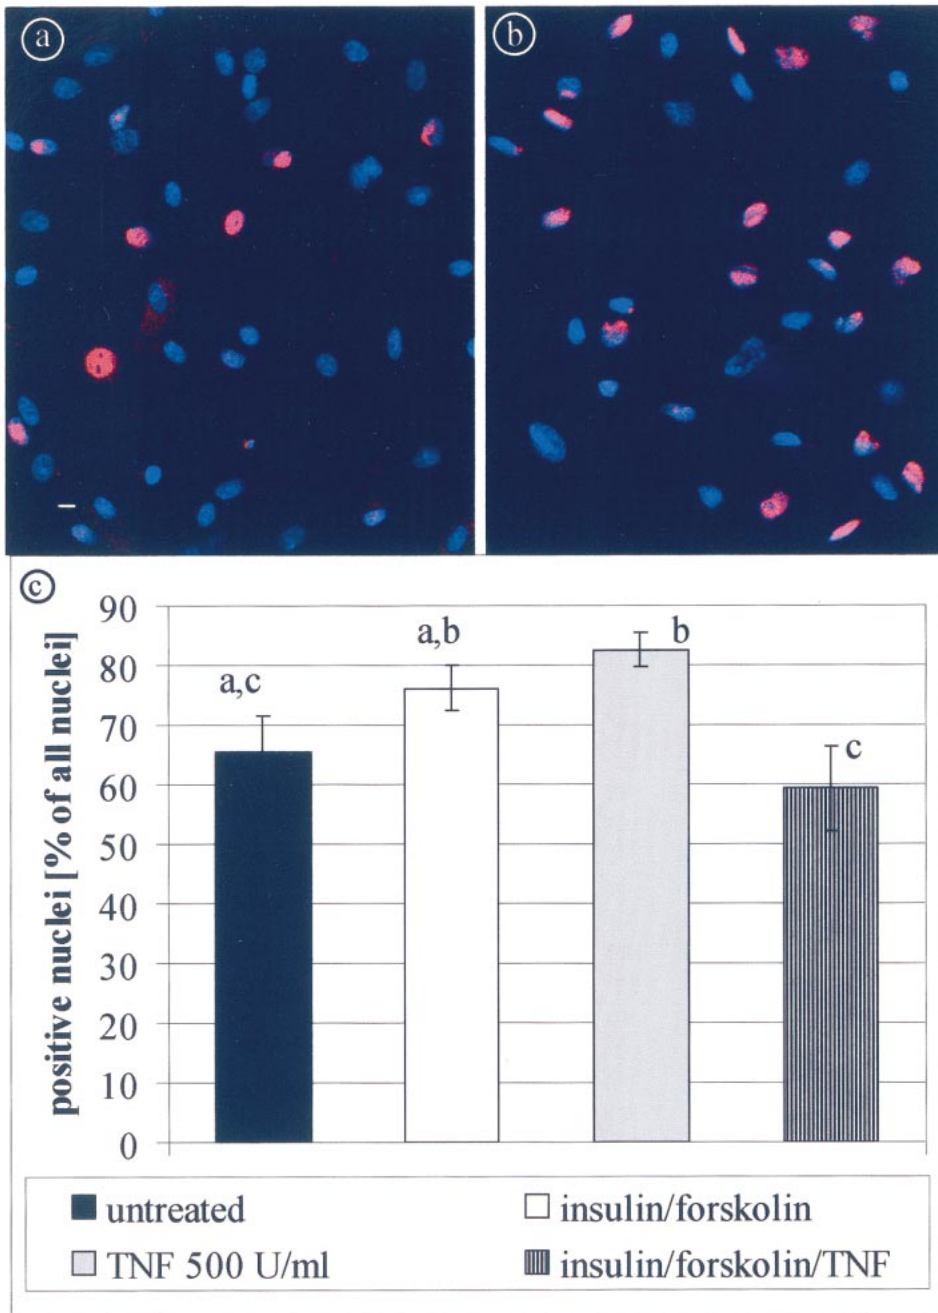 a
b
c
positive nuclei [% of all nuclei]
90
80
70
60
50
40
30
20
10
0
a,c
a,b
b
c
untreated
insulin/forskolin
TNF 500 U/ml
insulin/forskolin/TNF